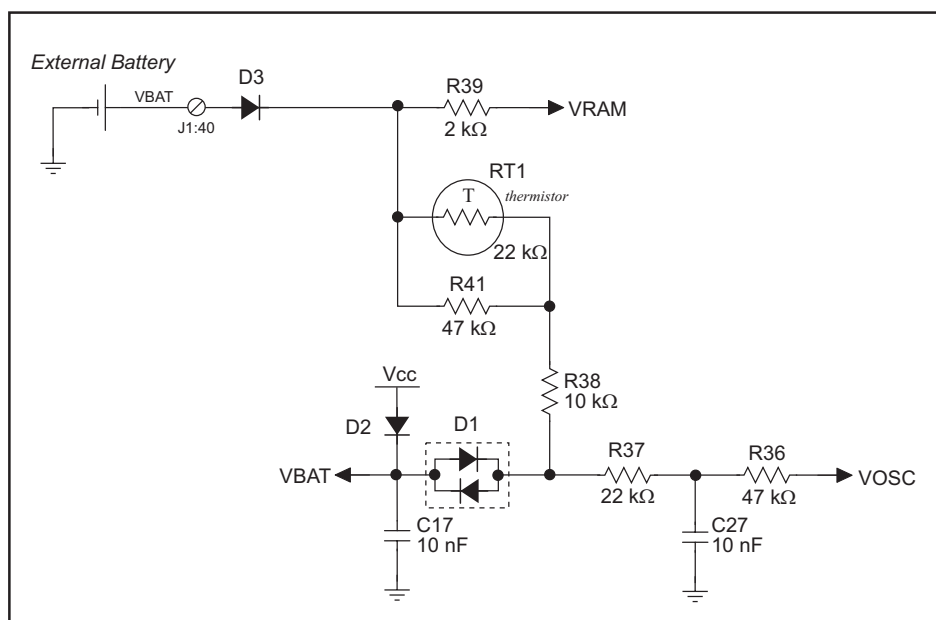 External Battery
VBAT
J1:40
D3
R39
2 kΩ
VRAM
RT1
T
thermistor
22 kΩ
R41
47 kΩ
R38
10 kΩ
Vcc
D2
D1
VBAT
C17
10 nF
R37
22 kΩ
R36
47 kΩ
VOSC
C27
10 nF